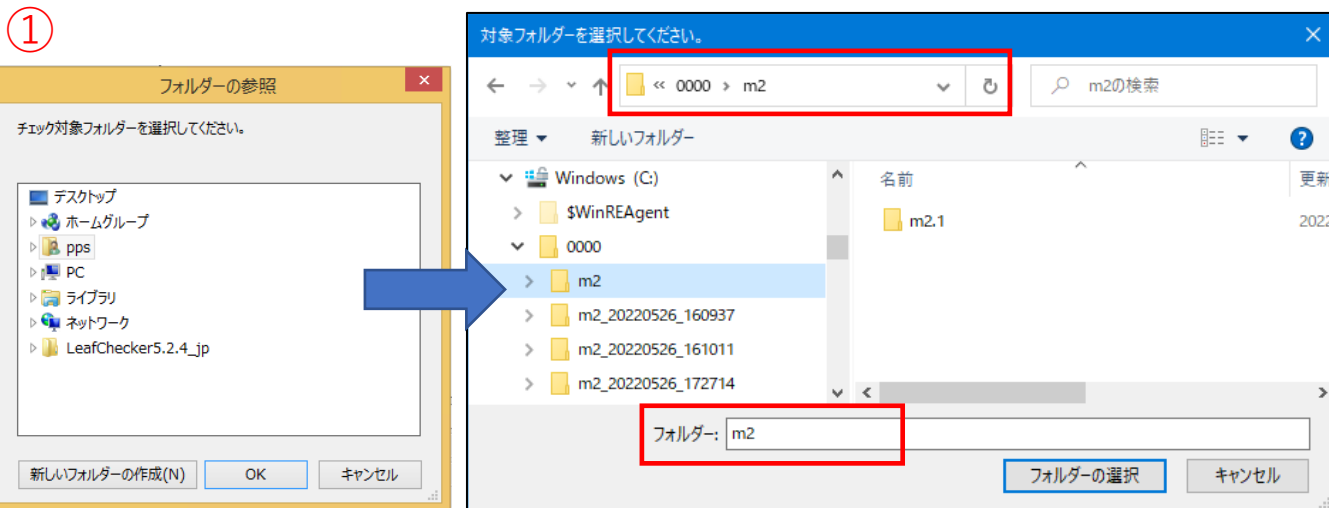 ①
フォルダーの参照
チェック対象フォルダーを選択してください。
デスクトップ
ホームグループ
pps
PC
ライブラリ
ネットワーク
LeafChecker5.2.4_jp
新しいフォルダーの作成(N)
OK
キャンセル
対象フォルダーを選択してください。
« 0000 › m2
m2の検索
整理
新しいフォルダー
Windows (C:)
$WinREAgent
0000
m2
m2_20220526_160937
m2_20220526_161011
m2_20220526_172714
名前
更新
m2.1
2022
フォルダー: m2
フォルダーの選択
キャンセル